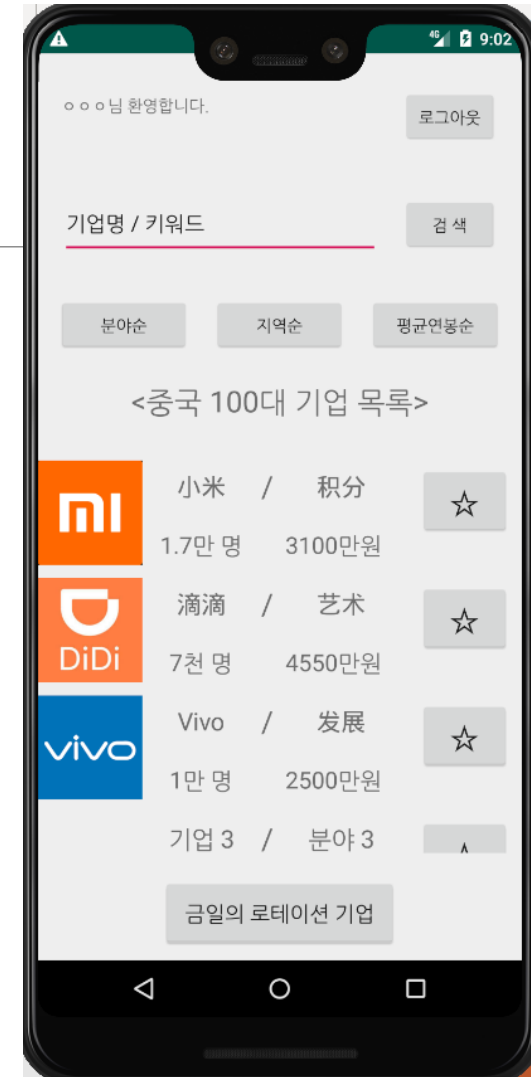 4G 9:02
ㅇㅇㅇ님 환영합니다.
로그아웃
기업명 / 키워드
검 색
분야순 지역순 평균연봉순
<중국 100대 기업 목록>
mi
小米 / 积分
1.7만 명 3100만원
☆
DiDi
滴滴 / 艺术
7천 명 4550만원
☆
vivo
Vivo / 发展
1만 명 2500만원
☆
기업 3 / 분야 3
금일의 로테이션 기업